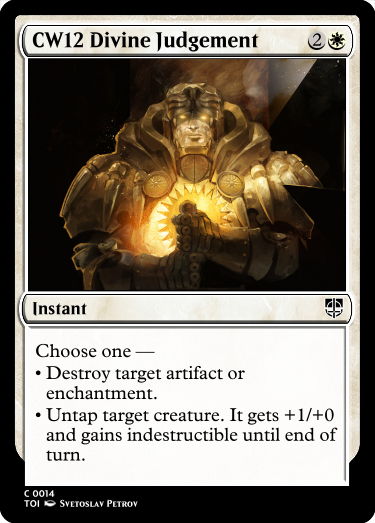 CW12 Divine Judgement 2
Instant
Choose one —
• Destroy target artifact or
enchantment.
• Untap target creature. It gets +1/+0
and gains indestructible until end of
turn.
C 0014
TOI Svetoslav Petrov